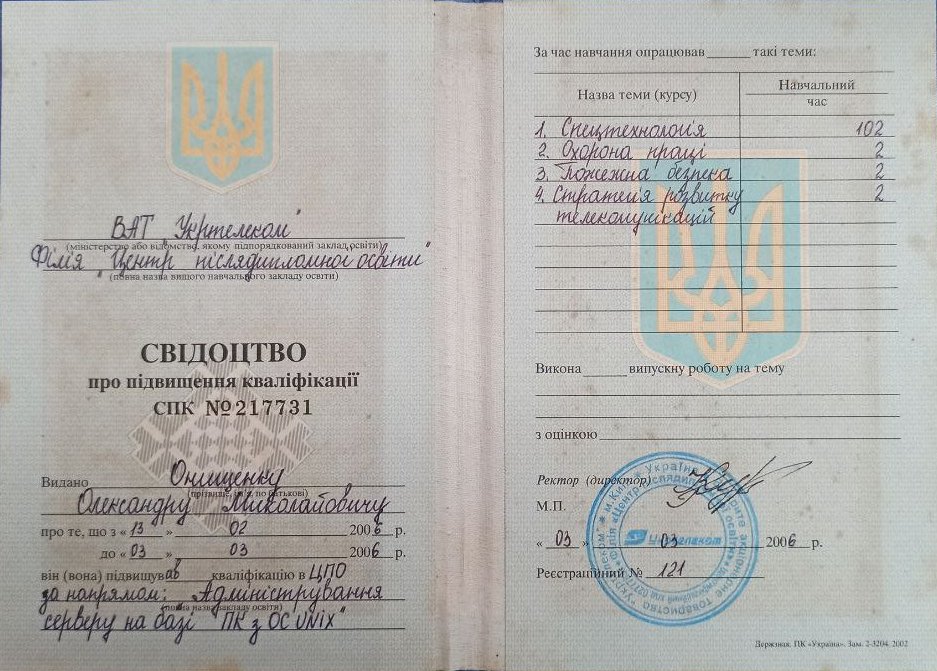 ВАТ "Укртелеком"
(міністерство або відомство, якому підпорядкований заклад освіти)
Філія "Центр післядипломної освіти"
(повна назва вищого навчального закладу освіти)
СВІДОЦТВО
про підвищення кваліфікації
СПК №217731
Видано Онищенку
(прізвище, ім'я, по батькові)
Олександру Миколайовичу
про те, що з «13» 02 2006 р.
до «03» 03 2006 р.
він (вона) підвищував кваліфікацію в ЦПО
за напрямом: Адміністрування
(повна назва закладу освіти)
серверу на базі "ПК з ОС UNIX"
За час навчання опрацював ____ такі теми:
Назва теми (курсу) Навчальний
час
1. Спецтехнологія 102
2. Охорона праці 2
3. Пожежна безпека 2
4. Стратегія розвитку 2
телекомунікацій
Викона ____ випускну роботу на тему
з оцінкою
Ректор (директор)
М.П.
«03» 03 2006 р.
Реєстраційний № 121
Україна
м.Київ
Філія «Центр післядипломної освіти»
Укртелеком
товариство "Укртелеком"
Державна. ПК «Україна». Зам. 2-3204. 2002